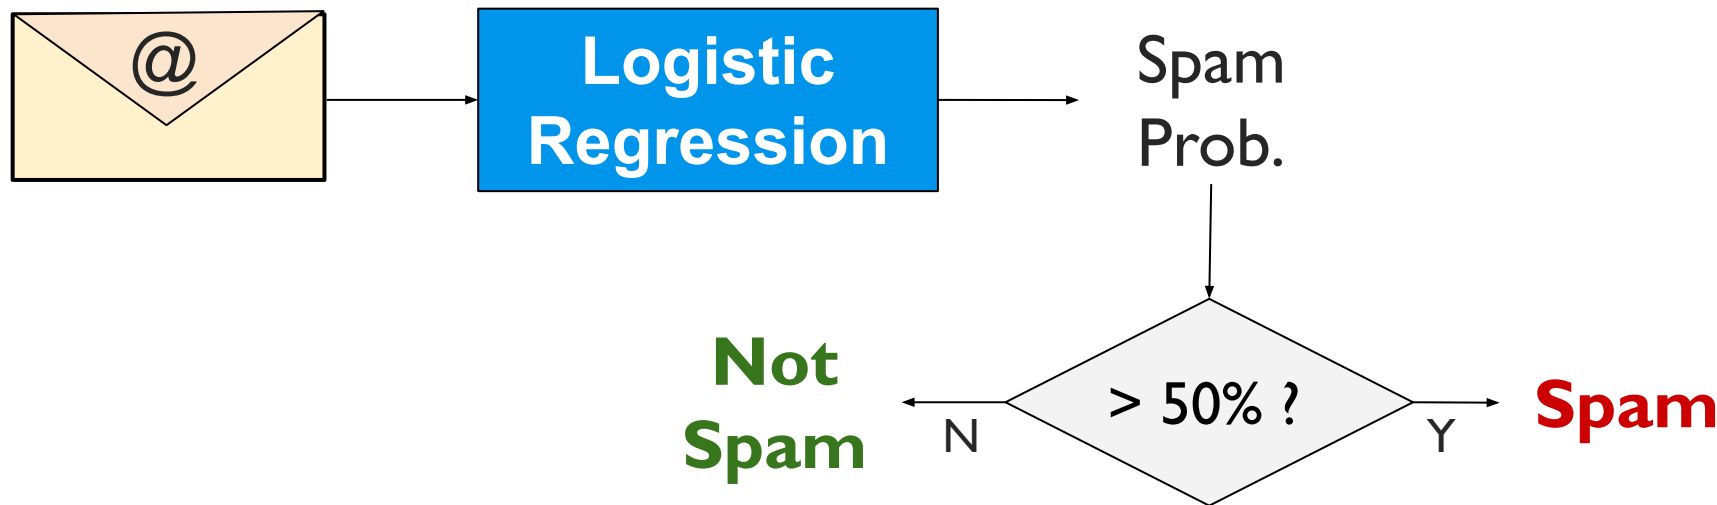 @
Logistic
Regression
Spam
Prob.
> 50% ?
N
Y
Not
Spam
Spam